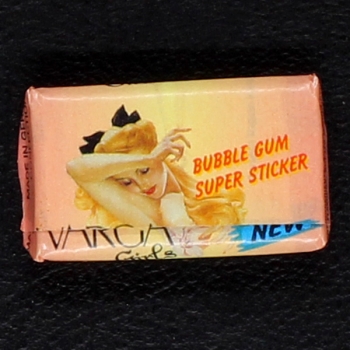 BUBBLE GUM
SUPER STICKER
VARGA
Girls
NEW